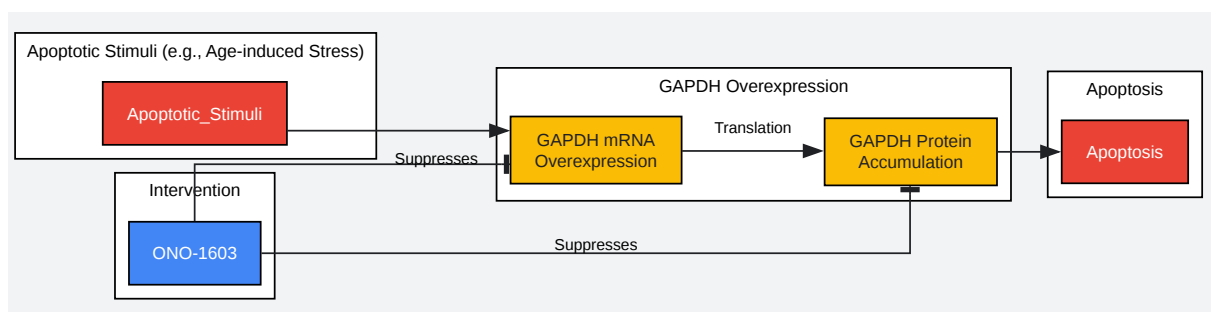 Apoptotic Stimuli (e.g., Age-induced Stress)
Apoptotic_Stimuli
GAPDH Overexpression
GAPDH mRNA
Overexpression
Translation
GAPDH Protein
Accumulation
Apoptosis
Apoptosis
Suppresses
Intervention
ONO-1603
Suppresses